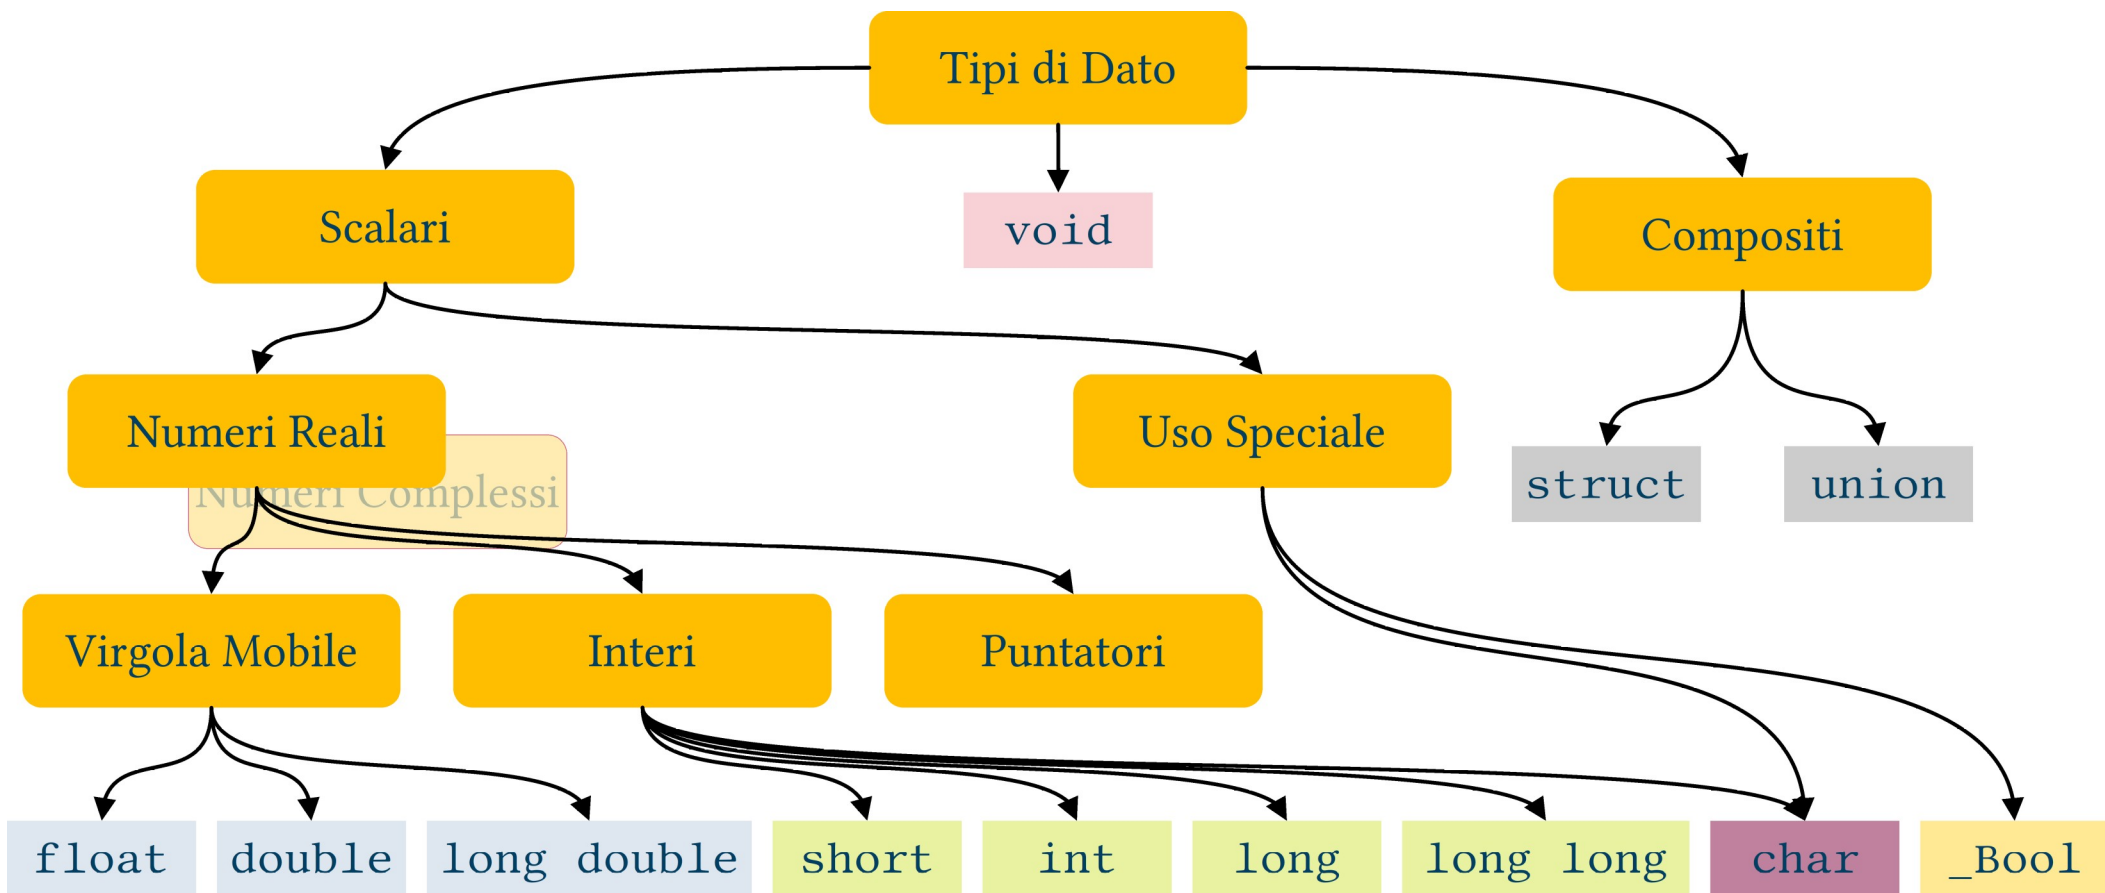 Tipi di Dato
Scalari
void
Compositi
Numeri Reali
Uso Speciale
Numeri Complessi
struct
union
Virgola Mobile
Interi
Puntatori
float
double
long double
short
int
long
long long
char
_Bool